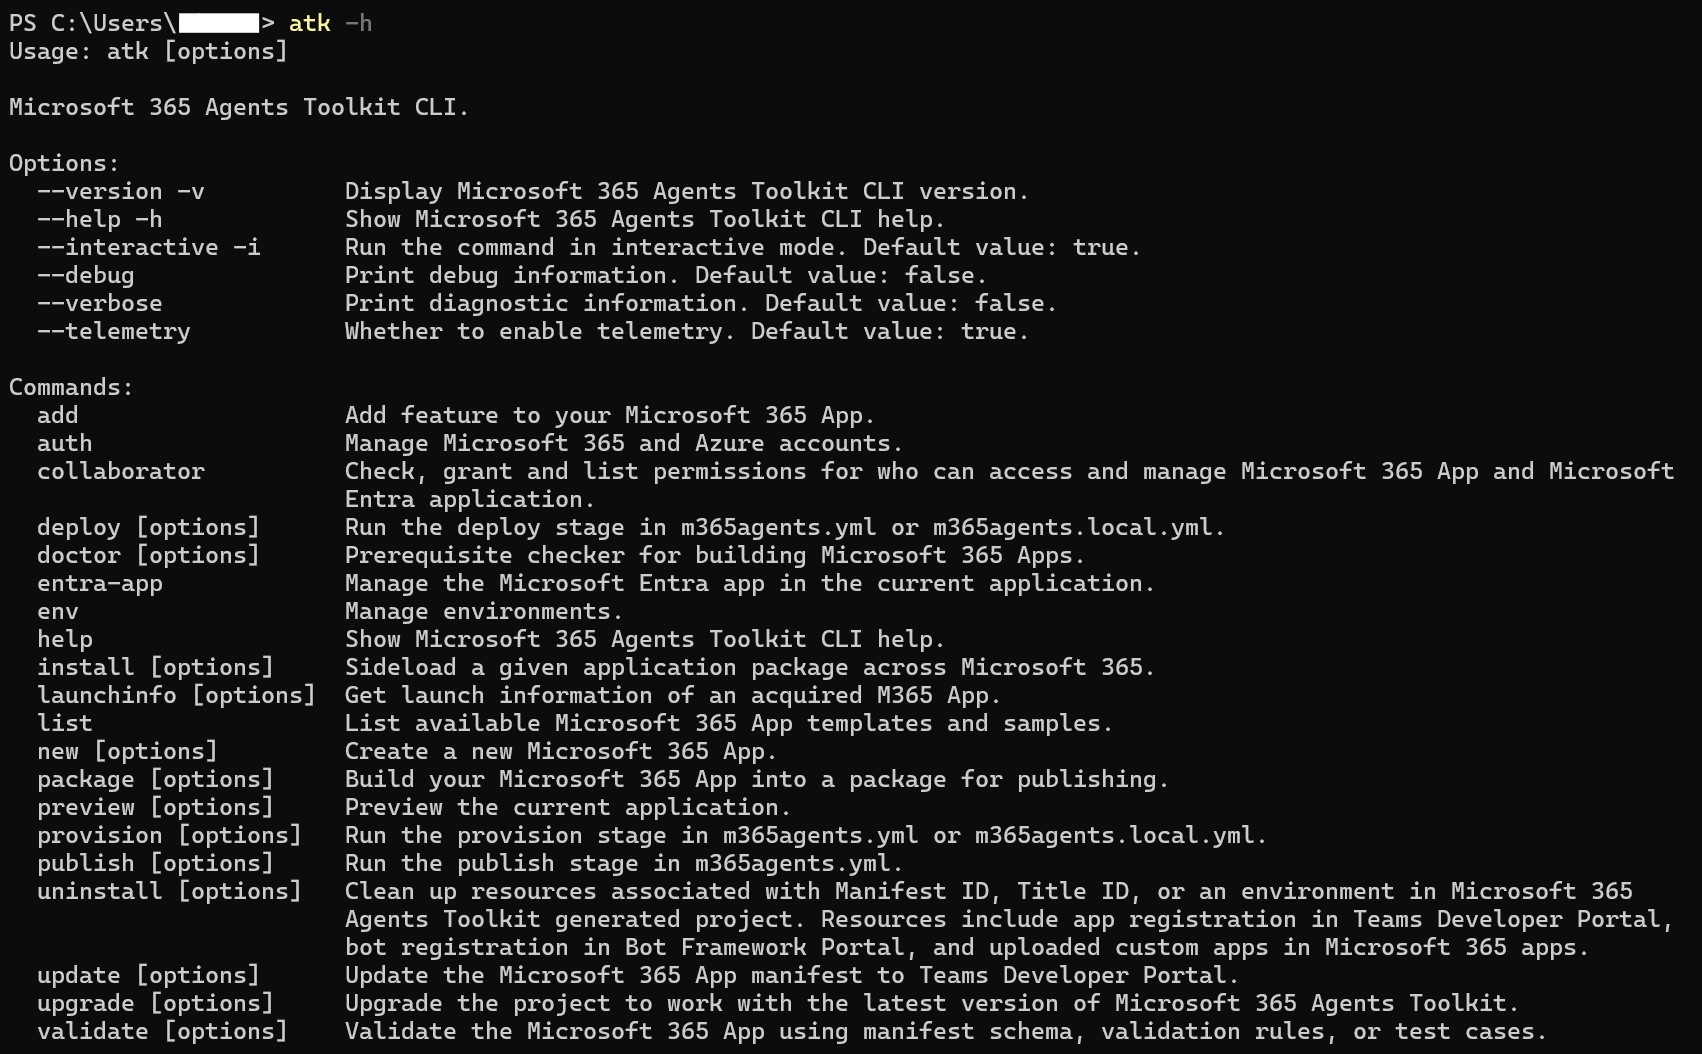 PS C:\Users\> atk -h
Usage: atk [options]
Microsoft 365 Agents Toolkit CLI.
Options:
--version -v Display Microsoft 365 Agents Toolkit CLI version.
--help -h Show Microsoft 365 Agents Toolkit CLI help.
--interactive -i Run the command in interactive mode. Default value: true.
--debug Print debug information. Default value: false.
--verbose Print diagnostic information. Default value: false.
--telemetry Whether to enable telemetry. Default value: true.
Commands:
add Add feature to your Microsoft 365 App.
auth Manage Microsoft 365 and Azure accounts.
collaborator Check, grant and list permissions for who can access and manage Microsoft 365 App and Microsoft
Entra application.
deploy [options] Run the deploy stage in m365agents.yml or m365agents.local.yml.
doctor [options] Prerequisite checker for building Microsoft 365 Apps.
entra-app Manage the Microsoft Entra app in the current application.
env Manage environments.
help Show Microsoft 365 Agents Toolkit CLI help.
install [options] Sideload a given application package across Microsoft 365.
launchinfo [options] Get launch information of an acquired M365 App.
list List available Microsoft 365 App templates and samples.
new [options] Create a new Microsoft 365 App.
package [options] Build your Microsoft 365 App into a package for publishing.
preview [options] Preview the current application.
provision [options] Run the provision stage in m365agents.yml or m365agents.local.yml.
publish [options] Run the publish stage in m365agents.yml.
uninstall [options] Clean up resources associated with Manifest ID, Title ID, or an environment in Microsoft 365
Agents Toolkit generated project. Resources include app registration in Teams Developer Portal,
bot registration in Bot Framework Portal, and uploaded custom apps in Microsoft 365 apps.
update [options] Update the Microsoft 365 App manifest to Teams Developer Portal.
upgrade [options] Upgrade the project to work with the latest version of Microsoft 365 Agents Toolkit.
validate [options] Validate the Microsoft 365 App using manifest schema, validation rules, or test cases.